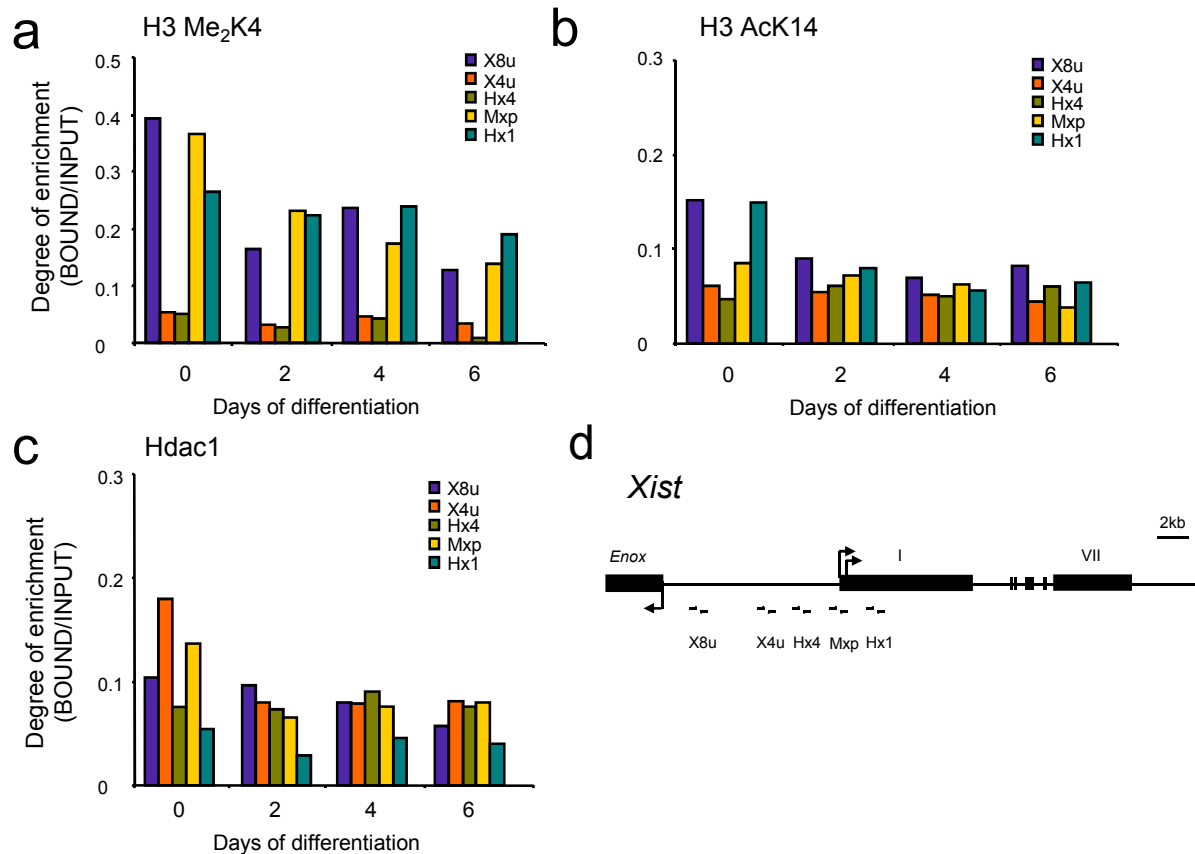 a
H3 Me₂K4
Degree of enrichment
(BOUND/INPUT)
0.5
0.4
0.3
0.2
0.1
0
X8u
X4u
Hx4
Mxp
Hx1
0 2 4 6
Days of differentiation
b
H3 AcK14
0.3
0.2
0.1
0
X8u
X4u
Hx4
Mxp
Hx1
0 2 4 6
Days of differentiation
c
Hdac1
Degree of enrichment
(BOUND/INPUT)
0.3
0.2
0.1
0
X8u
X4u
Hx4
Mxp
Hx1
0 2 4 6
Days of differentiation
d
Xist
2kb
Enox I VII
X8u X4u Hx4 Mxp Hx1